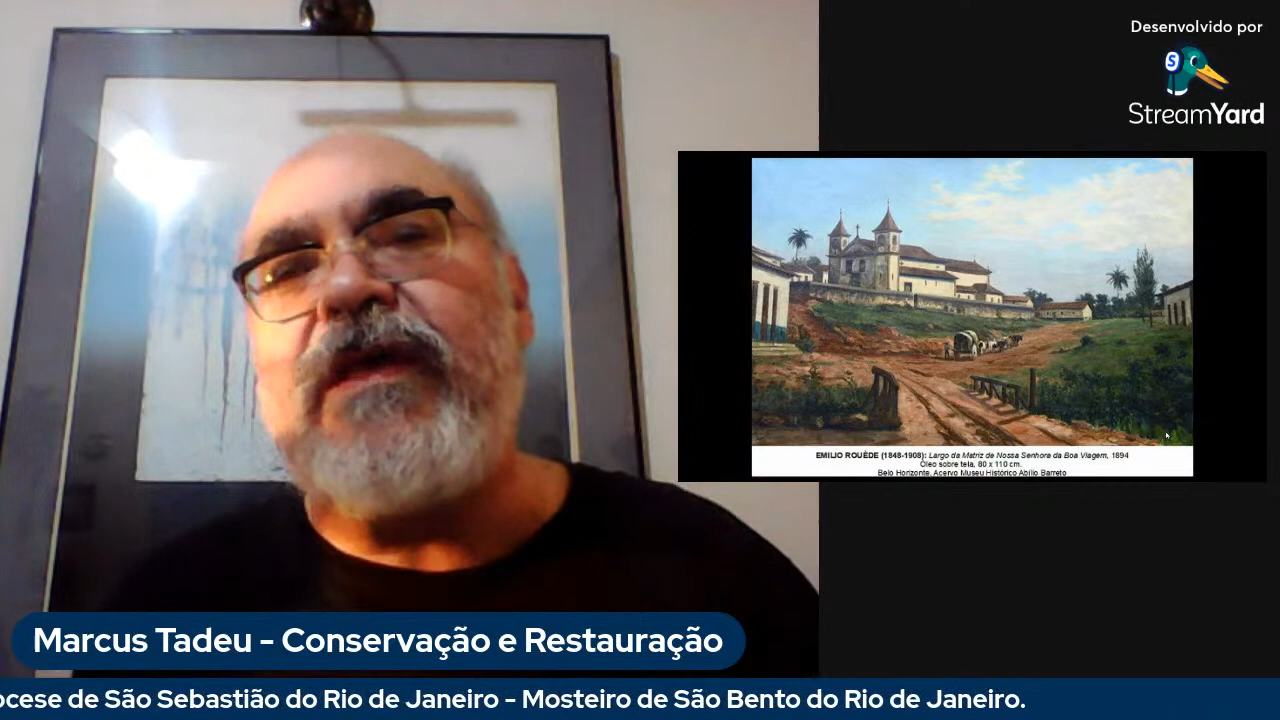 Desenvolvido por
StreamYard
EMILIO ROUÈDE (1848-1908): Largo da Matriz de Nossa Senhora da Boa Viagem, 1894
Óleo sobre tela, 80 x 110 cm.
Belo Horizonte, Acervo Museu Histórico Abílio Barreto
Marcus Tadeu - Conservação e Restauração
ocese de São Sebastião do Rio de Janeiro - Mosteiro de São Bento do Rio de Janeiro.